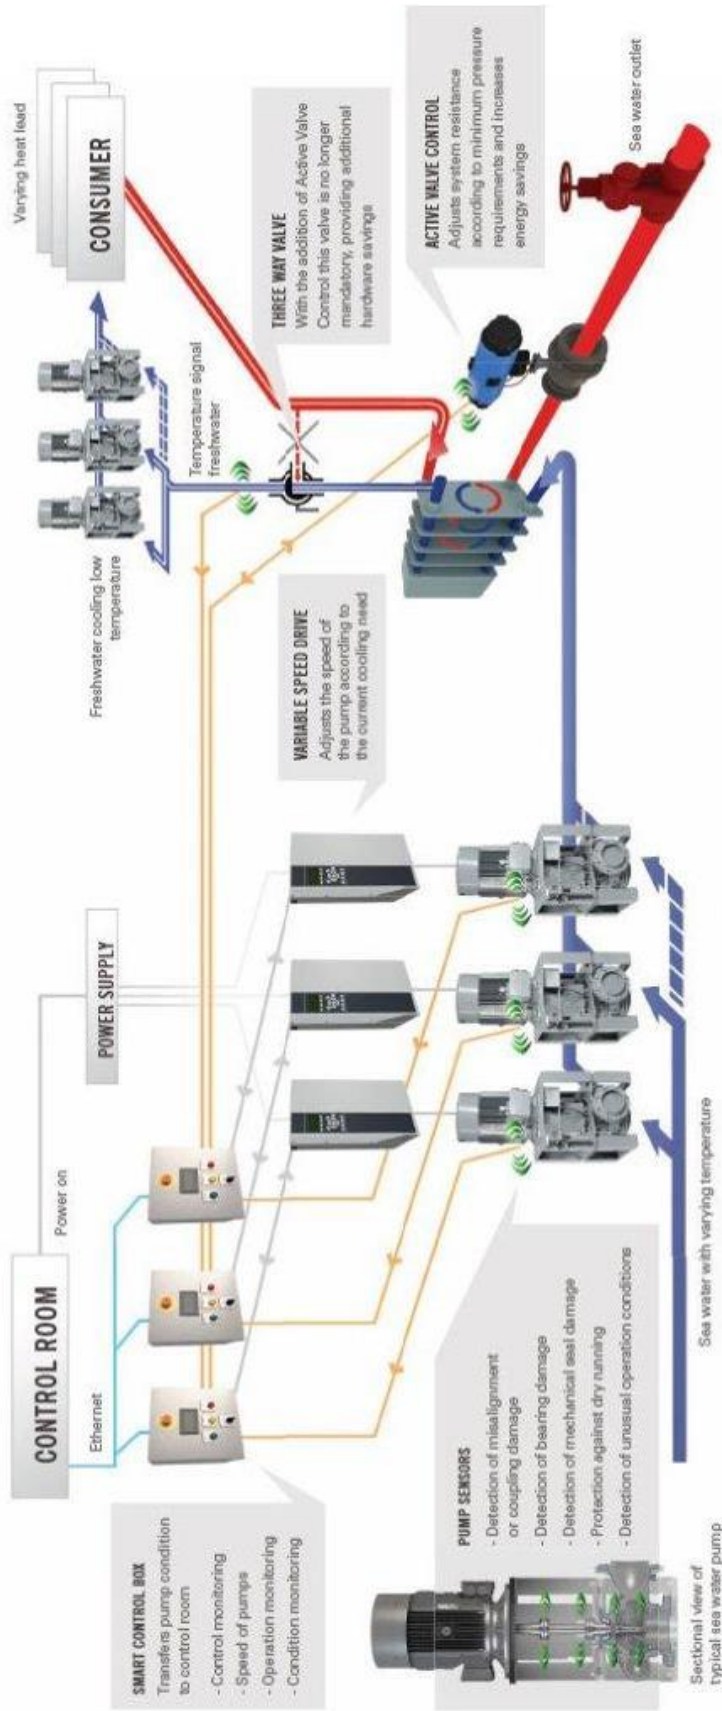 CONTROL ROOM
Ethernet
Power on
POWER SUPPLY
SMART CONTROL BOX
Transfers pump condition
to control room
- Control monitoring
- Speed of pumps
- Operation monitoring
- Condition monitoring
PUMP SENSORS
- Detection of misalignment
or coupling damage
- Detection of bearing damage
- Detection of mechanical seal damage
- Protection against dry running
- Detection of unusual operation conditions
Sectional view of
typical sea water pump
Sea water with varying temperature
VARIABLE SPEED DRIVE
Adjusts the speed of
the pump according to
the current cooling need
Freshwater cooling low
temperature
Temperature signal
freshwater
Varying heat lead
CONSUMER
THREE WAY VALVE
With the addition of Active Valve
Control this valve is no longer
mandatory, providing additional
hardware savings
ACTIVE VALVE CONTROL
Adjusts system resistance
according to minimum pressure
requirements and increases
energy savings
Sea water outlet